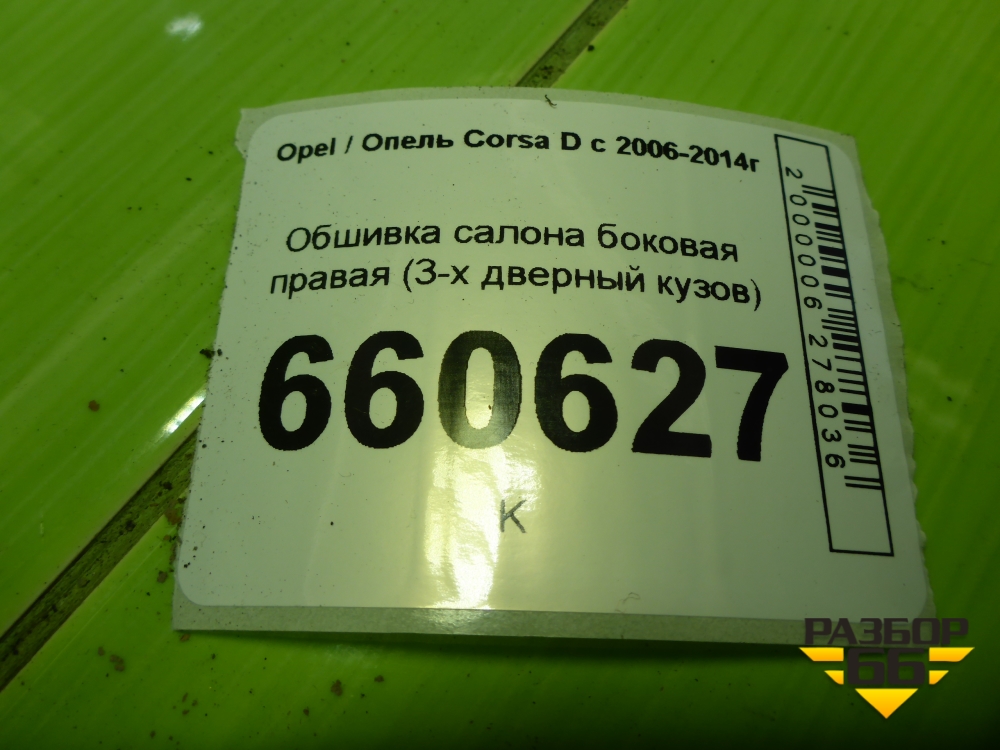 Opel / Опель Corsa D с 2006-2014г
Обшивка салона боковая
правая (3-х дверный кузов)
660627
К
2000006278036
РАЗБОР
66